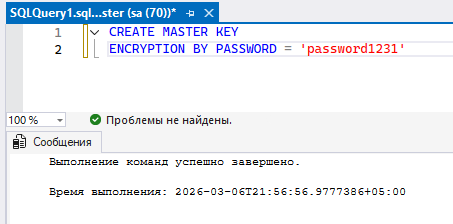 SQLQuery1.sql...ster (sa (70))*
1 CREATE MASTER KEY
2 ENCRYPTION BY PASSWORD = 'password1231'
100 %
Проблемы не найдены.
Сообщения
Выполнение команд успешно завершено.
Время выполнения: 2026-03-06T21:56:56.9777386+05:00